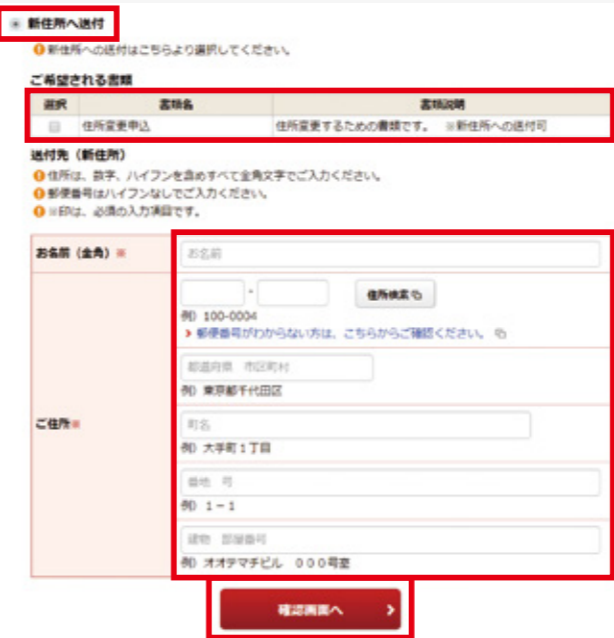 新住所へ送付
新住所への送付はこちらより選択してください。
ご希望される書類
選択 書類名 書類説明
住所変更申込 住所変更するための書類です。 ※新住所への送付可
送付先（新住所）
住所は、数字、ハイフンを含めすべて全角文字でご入力ください。
郵便番号はハイフンなしでご入力ください。
※印は、必須の入力項目です。
お名前（全角）※ お名前
- 住所検索
例）100-0004
郵便番号がわからない方は、こちらからご確認ください。
都道府県 市区町村
例）東京都千代田区
ご住所※
町名
例）大手町１丁目
番地 号
例）１－１
建物 部屋番号
例）オオテマチビル ０００号室
確認画面へ